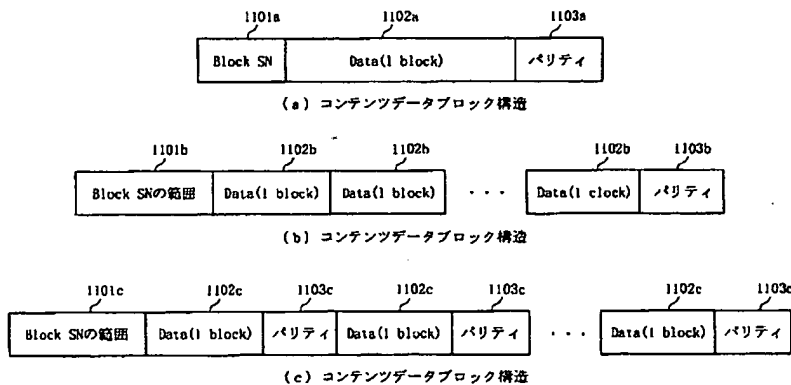 1101a 1102a 1103a
Block SN Data(1 block) パリティ
(a) コンテンツデータブロック構造
1101b 1102b 1102b 1102b 1103b
Block SNの範囲 Data(1 block) Data(1 block) ・・・ Data(1 clock) パリティ
(b) コンテンツデータブロック構造
1101c 1102c 1103c 1102c 1103c 1102c 1103c
Block SNの範囲 Data(1 block) パリティ Data(1 block) パリティ ・・・ Data(1 block) パリティ
(c) コンテンツデータブロック構造